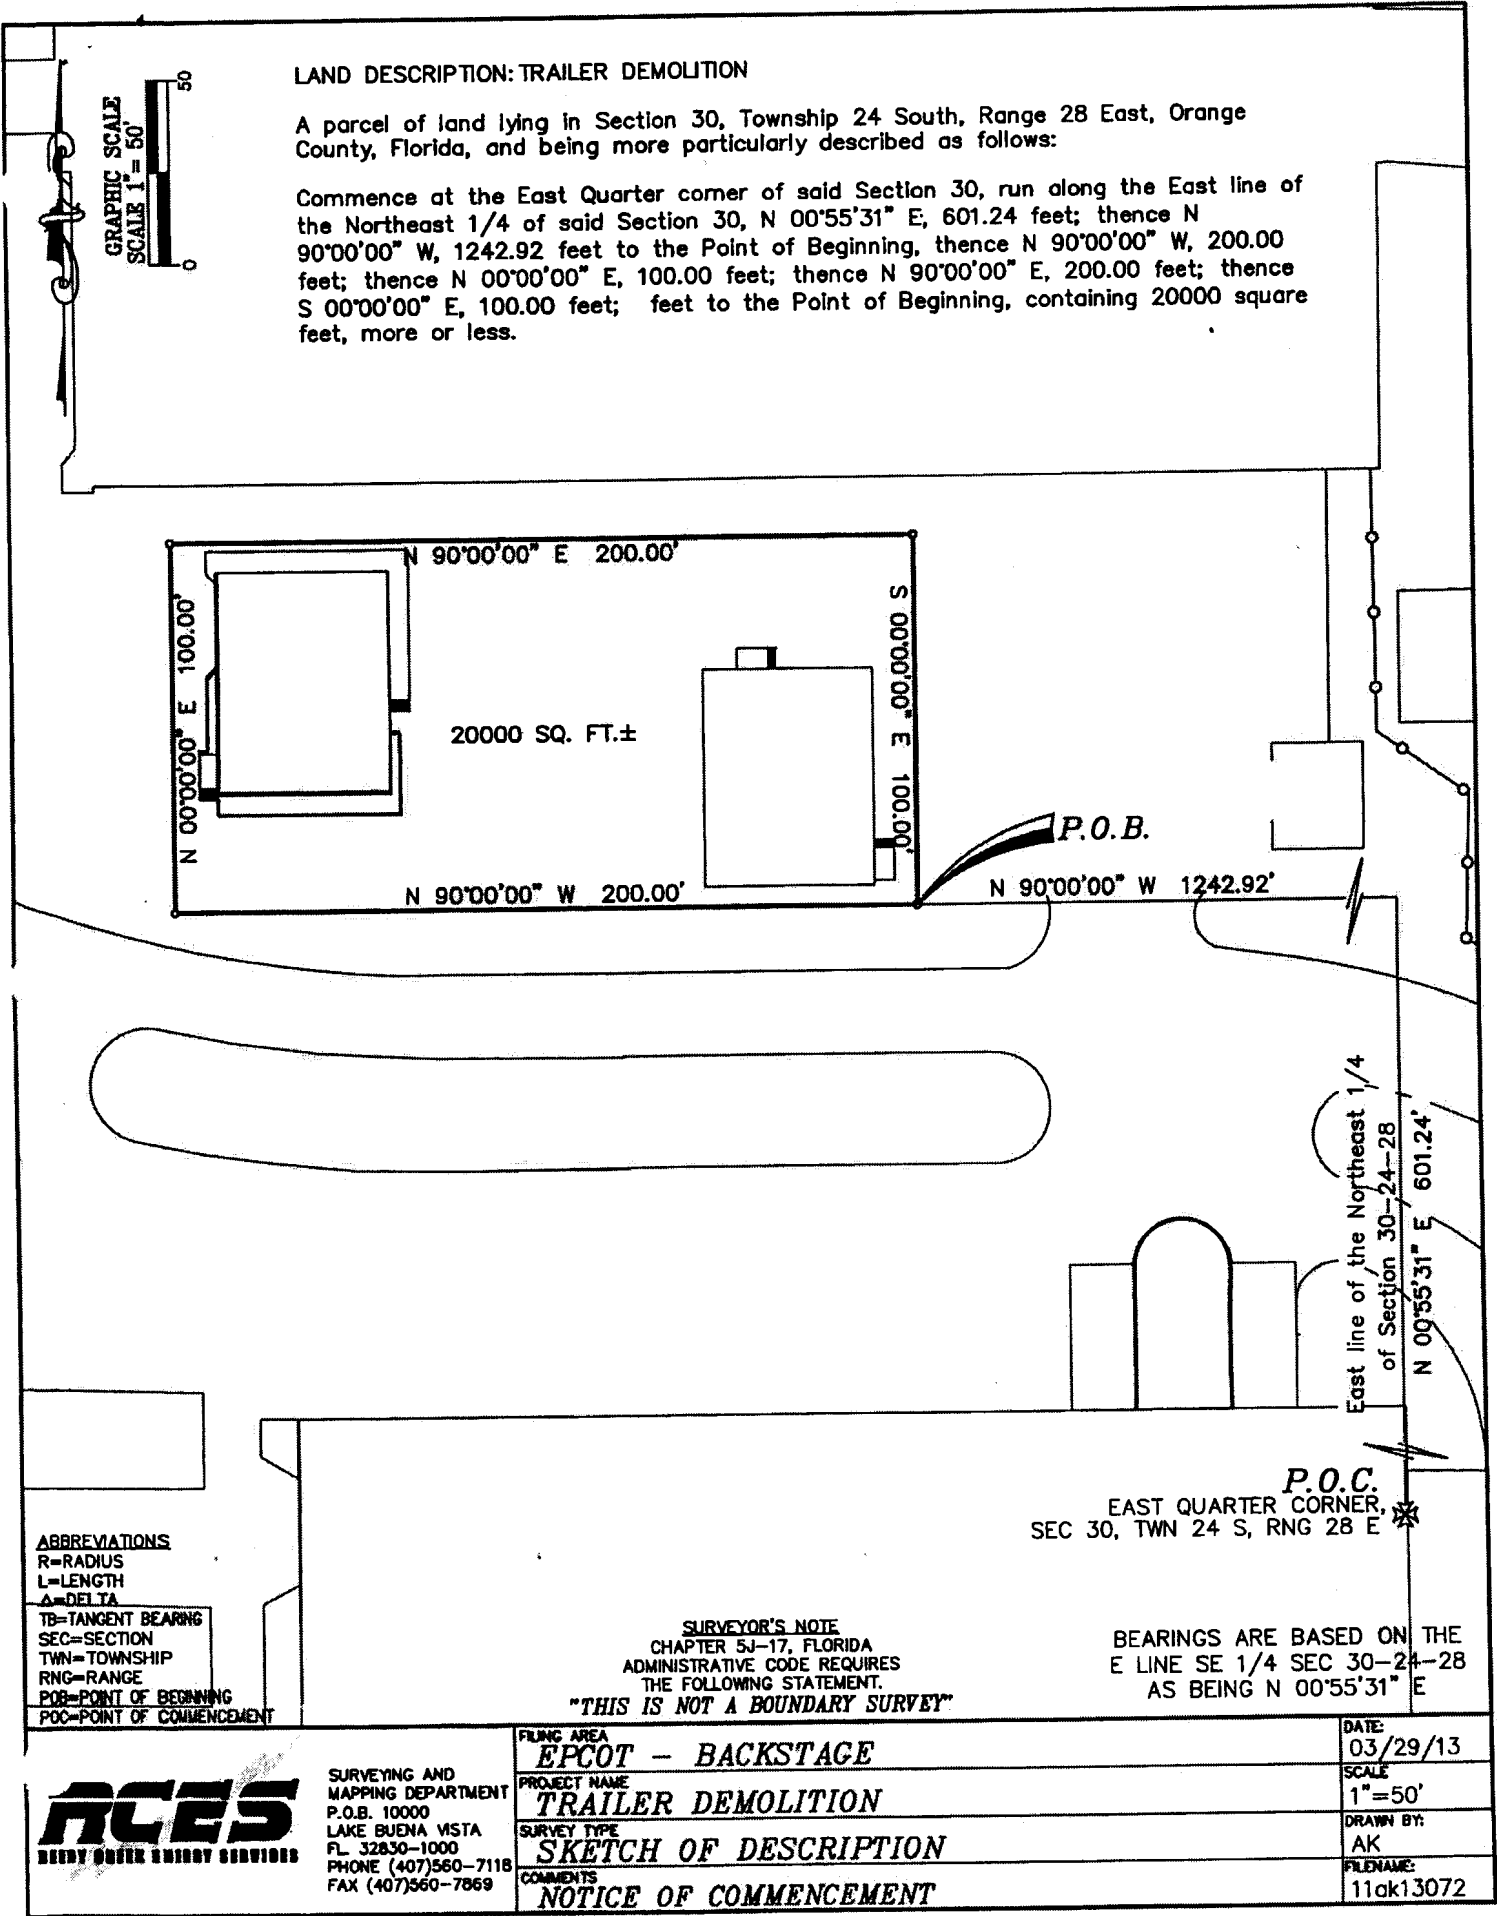 LAND DESCRIPTION: TRAILER DEMOLITION
A parcel of land lying in Section 30, Township 24 South, Range 28 East, Orange
County, Florida, and being more particularly described as follows:
Commence at the East Quarter corner of said Section 30, run along the East line of
the Northeast 1/4 of said Section 30, N 00°55'31" E, 601.24 feet; thence N
90°00'00" W, 1242.92 feet to the Point of Beginning, thence N 90°00'00" W, 200.00
feet; thence N 00°00'00" E, 100.00 feet; thence N 90°00'00" E, 200.00 feet; thence
S 00°00'00" E, 100.00 feet; feet to the Point of Beginning, containing 20000 square
feet, more or less.
GRAPHIC SCALE
SCALE 1"= 50'
0
50
N 90°00'00" E 200.00'
N 00°00'00" E 100.00'
20000 SQ. FT.±
S 00°00'00" E 100.00'
N 90°00'00" W 200.00'
P.O.B.
N 90°00'00" W 1242.92'
East line of the Northeast 1/4
of Section 30-24-28
N 00°55'31" E 601.24'
P.O.C.
EAST QUARTER CORNER,
SEC 30, TWN 24 S, RNG 28 E
ABBREVIATIONS
R=RADIUS
L=LENGTH
Δ=DELTA
TB=TANGENT BEARING
SEC=SECTION
TWN=TOWNSHIP
RNG=RANGE
POB=POINT OF BEGINNING
POC=POINT OF COMMENCEMENT
SURVEYOR'S NOTE
CHAPTER 5J-17, FLORIDA
ADMINISTRATIVE CODE REQUIRES
THE FOLLOWING STATEMENT.
"THIS IS NOT A BOUNDARY SURVEY"
BEARINGS ARE BASED ON THE
E LINE SE 1/4 SEC 30-24-28
AS BEING N 00°55'31" E
RCES
REEDY CREEK ENERGY SERVICES
SURVEYING AND
MAPPING DEPARTMENT
P.O.B. 10000
LAKE BUENA VISTA
FL 32830-1000
PHONE (407)560-7118
FAX (407)560-7869
FILING AREA
EPCOT - BACKSTAGE
PROJECT NAME
TRAILER DEMOLITION
SURVEY TYPE
SKETCH OF DESCRIPTION
COMMENTS
NOTICE OF COMMENCEMENT
DATE:
03/29/13
SCALE
1"=50'
DRAWN BY:
AK
FILENAME:
11ak13072